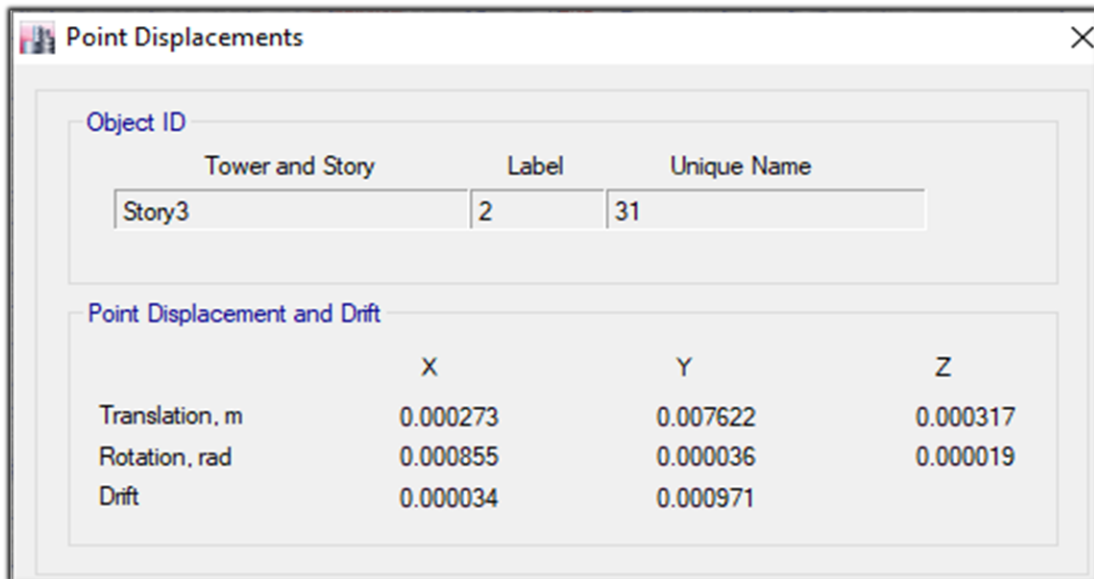 Point Displacements
Object ID
Tower and Story Label Unique Name
Story3 2 31
Point Displacement and Drift
X Y Z
Translation, m 0.000273 0.007622 0.000317
Rotation, rad 0.000855 0.000036 0.000019
Drift 0.000034 0.000971